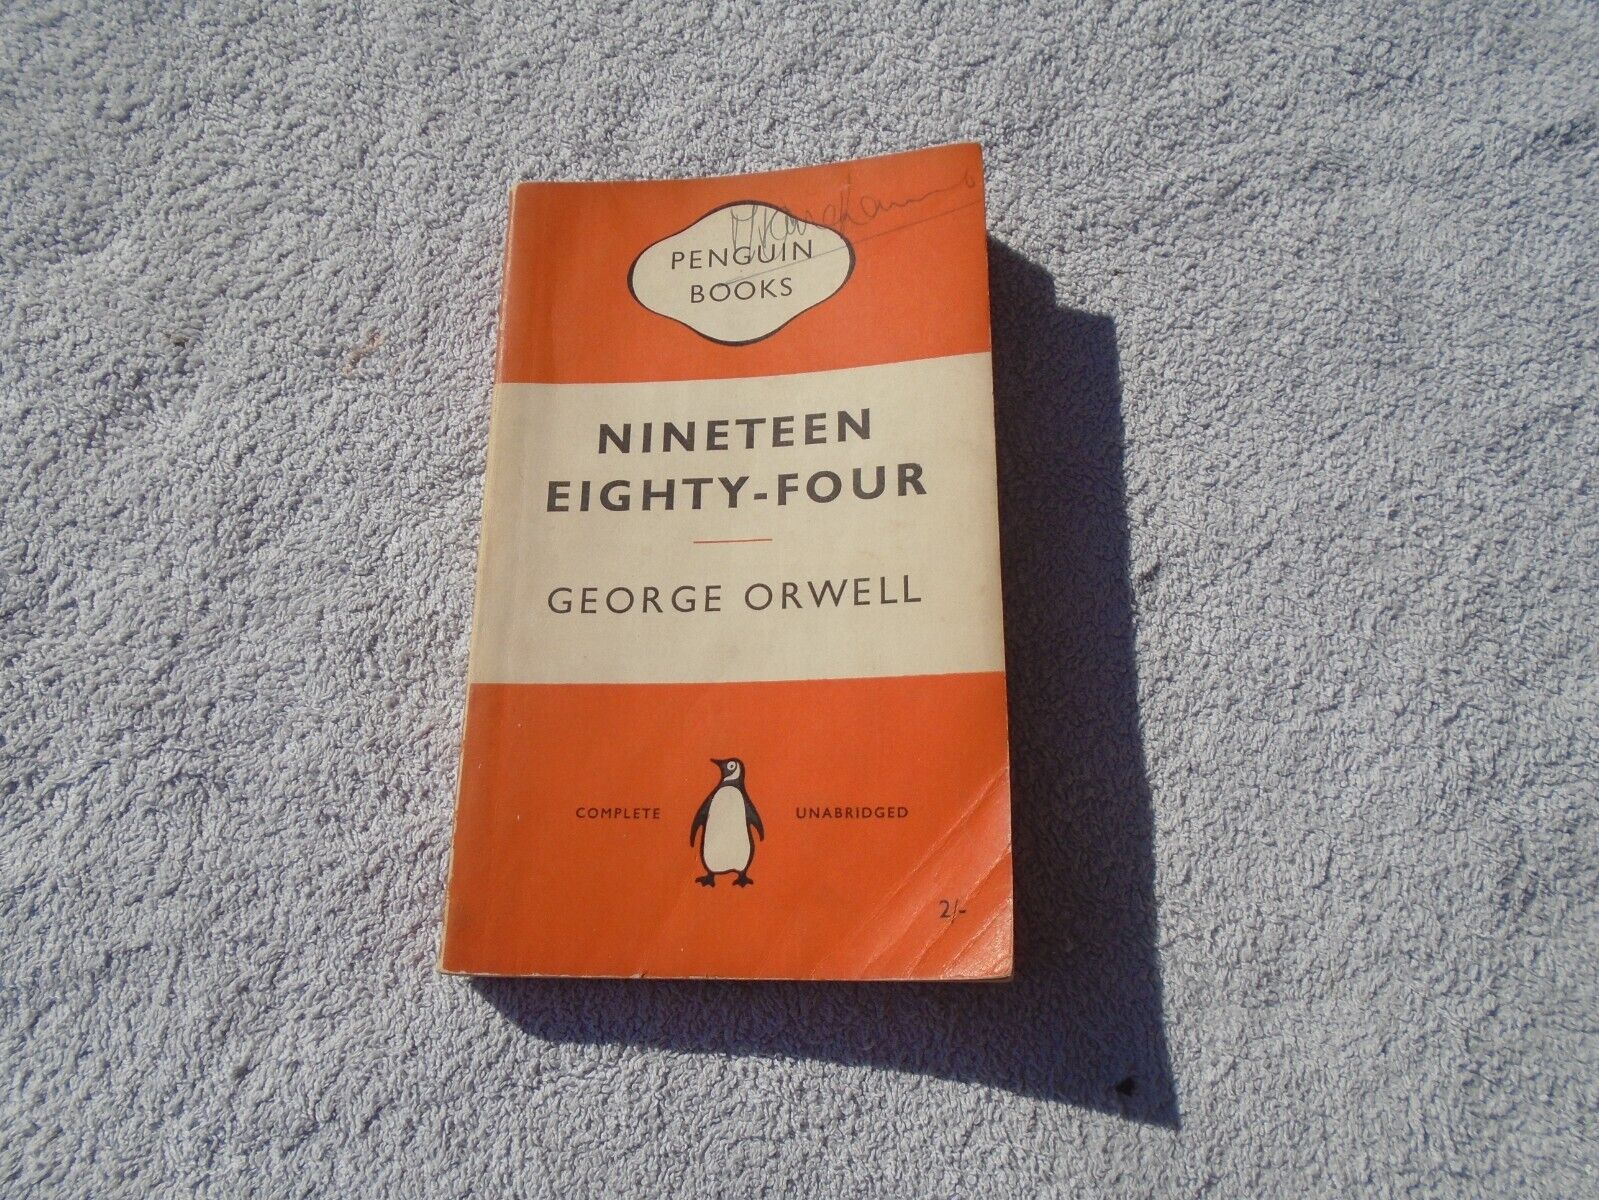 PENGUIN
BOOKS
NINETEEN
EIGHTY-FOUR
GEORGE ORWELL
COMPLETE UNABRIDGED
2/-